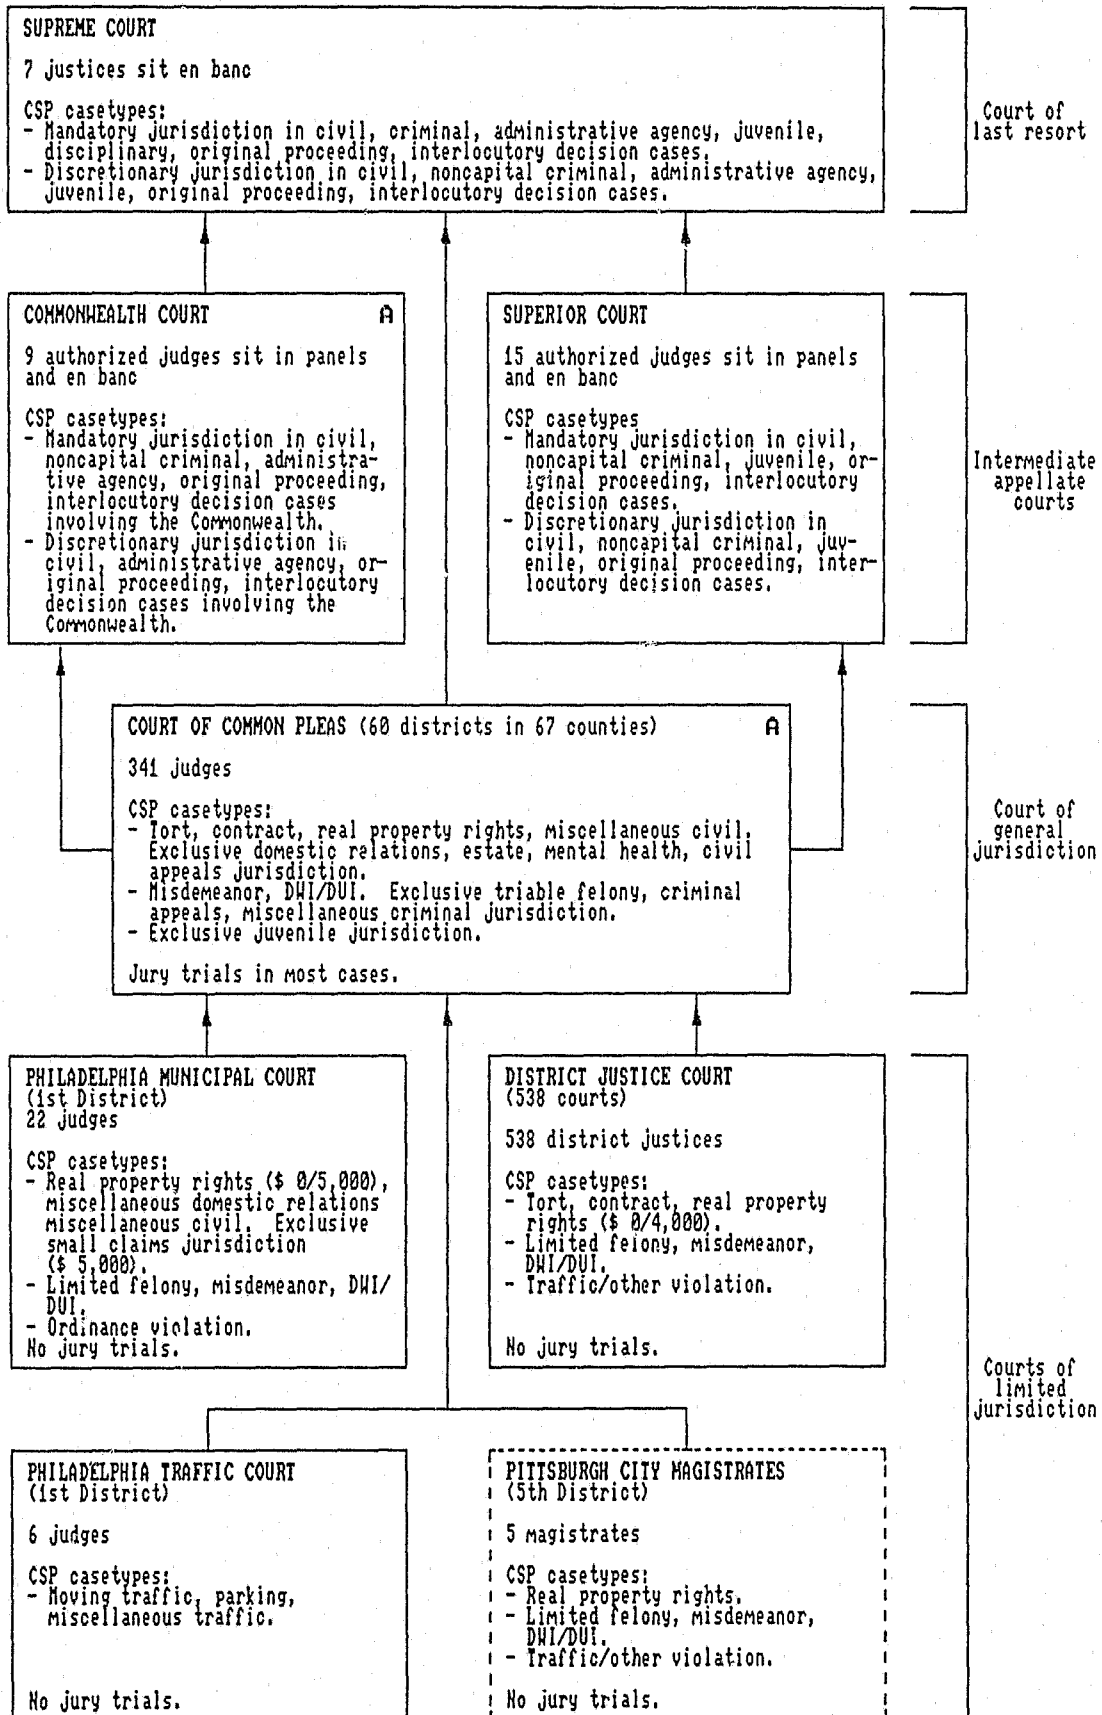 SUPREME COURT
7 justices sit en banc
CSP casetypes:
- Mandatory jurisdiction in civil, criminal, administrative agency, juvenile,
disciplinary, original proceeding, interlocutory decision cases.
- Discretionary jurisdiction in civil, noncapital criminal, administrative agency,
juvenile, original proceeding, interlocutory decision cases.
Court of
last resort
COMMONWEALTH COURT A
9 authorized judges sit in panels
and en banc
CSP casetypes:
- Mandatory jurisdiction in civil,
noncapital criminal, administra-
tive agency, original proceeding,
interlocutory decision cases
involving the Commonwealth.
- Discretionary jurisdiction in
civil, administrative agency, or-
iginal proceeding, interlocutory
decision cases involving the
Commonwealth.
SUPERIOR COURT
15 authorized judges sit in panels
and en banc
CSP casetypes
- Mandatory jurisdiction in civil,
noncapital criminal, juvenile, or-
iginal proceeding, interlocutory
decision cases.
- Discretionary jurisdiction in
civil, noncapital criminal, juv-
enile, original proceeding, inter-
locutory decision cases.
Intermediate
appellate
courts
COURT OF COMMON PLEAS (60 districts in 67 counties) A
341 judges
CSP casetypes:
- Tort, contract, real property rights, miscellaneous civil.
Exclusive domestic relations, estate, mental health, civil
appeals jurisdiction.
- Misdemeanor, DWI/DUI. Exclusive triable felony, criminal
appeals, miscellaneous criminal jurisdiction.
- Exclusive juvenile jurisdiction.
Jury trials in most cases.
Court of
general
jurisdiction
PHILADELPHIA MUNICIPAL COURT
(1st District)
22 judges
CSP casetypes:
- Real property rights ($ 0/5,000),
miscellaneous domestic relations
miscellaneous civil. Exclusive
small claims jurisdiction
($ 5,000).
- Limited felony, misdemeanor, DWI/
DUI.
- Ordinance violation.
No jury trials.
DISTRICT JUSTICE COURT
(538 courts)
538 district justices
CSP casetypes:
- Tort, contract, real property
rights ($ 0/4,000).
- Limited felony, misdemeanor,
DWI/DUI.
- Traffic/other violation.
No jury trials.
Courts of
limited
jurisdiction
PHILADELPHIA TRAFFIC COURT
(1st District)
6 judges
CSP casetypes:
- Moving traffic, parking,
miscellaneous traffic.
No jury trials.
PITTSBURGH CITY MAGISTRATES
(5th District)
5 magistrates
CSP casetypes:
- Real property rights.
- Limited felony, misdemeanor,
DWI/DUI.
- Traffic/other violation.
No jury trials.